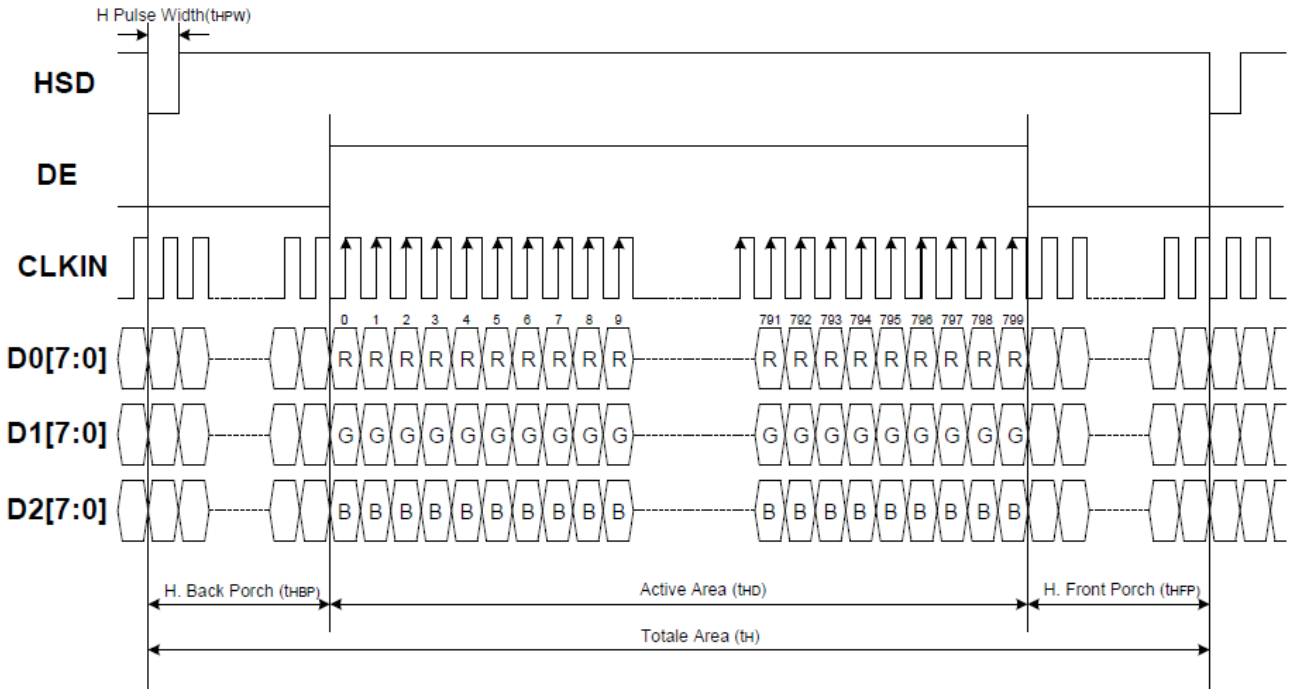 H Pulse Width(tHPW)
HSD
DE
CLKIN
0 1 2 3 4 5 6 7 8 9 791 792 793 794 795 796 797 798 799
D0[7:0] R R R R R R R R R R R R R R R R R R R
D1[7:0] G G G G G G G G G G G G G G G G G G G
D2[7:0] B B B B B B B B B B B B B B B B B B B
H. Back Porch (tHBP) Active Area (tHD) H. Front Porch (tHFP)
Totale Area (tH)